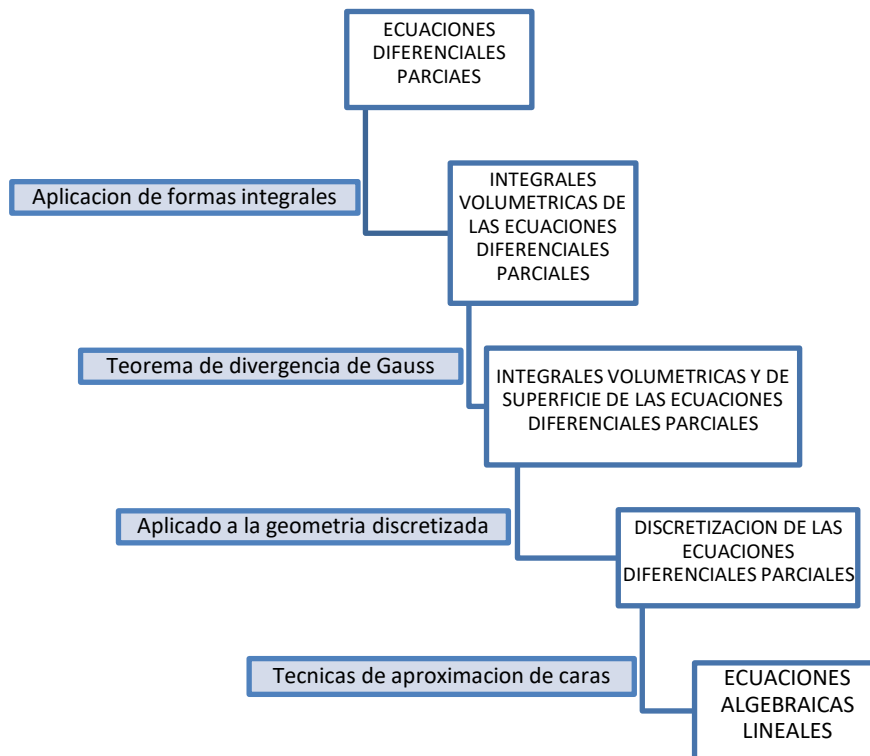 ECUACIONES
DIFERENCIALES
PARCIAES
Aplicacion de formas integrales
INTEGRALES
VOLUMETRICAS DE
LAS ECUACIONES
DIFERENCIALES
PARCIALES
Teorema de divergencia de Gauss
INTEGRALES VOLUMETRICAS Y DE
SUPERFICIE DE LAS ECUACIONES
DIFERENCIALES PARCIALES
Aplicado a la geometria discretizada
DISCRETIZACION DE LAS
ECUACIONES
DIFERENCIALES PARCIALES
Tecnicas de aproximacion de caras
ECUACIONES
ALGEBRAICAS
LINEALES